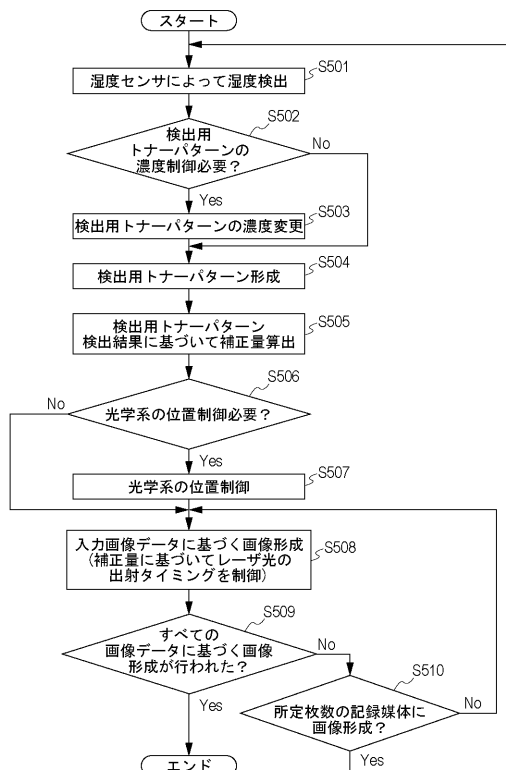 スタート
湿度センサによって湿度検出
S501
検出用
トナーパターンの
濃度制御必要？
S502
No
Yes
検出用トナーパターンの濃度変更
S503
検出用トナーパターン形成
S504
検出用トナーパターン
検出結果に基づいて補正量算出
S505
光学系の位置制御必要？
S506
No
Yes
光学系の位置制御
S507
入力画像データに基づく画像形成
（補正量に基づいてレーザ光の
出射タイミングを制御）
S508
すべての
画像データに基づく画像
形成が行われた？
S509
No
Yes
所定枚数の記録媒体に
画像形成？
S510
No
Yes
エンド